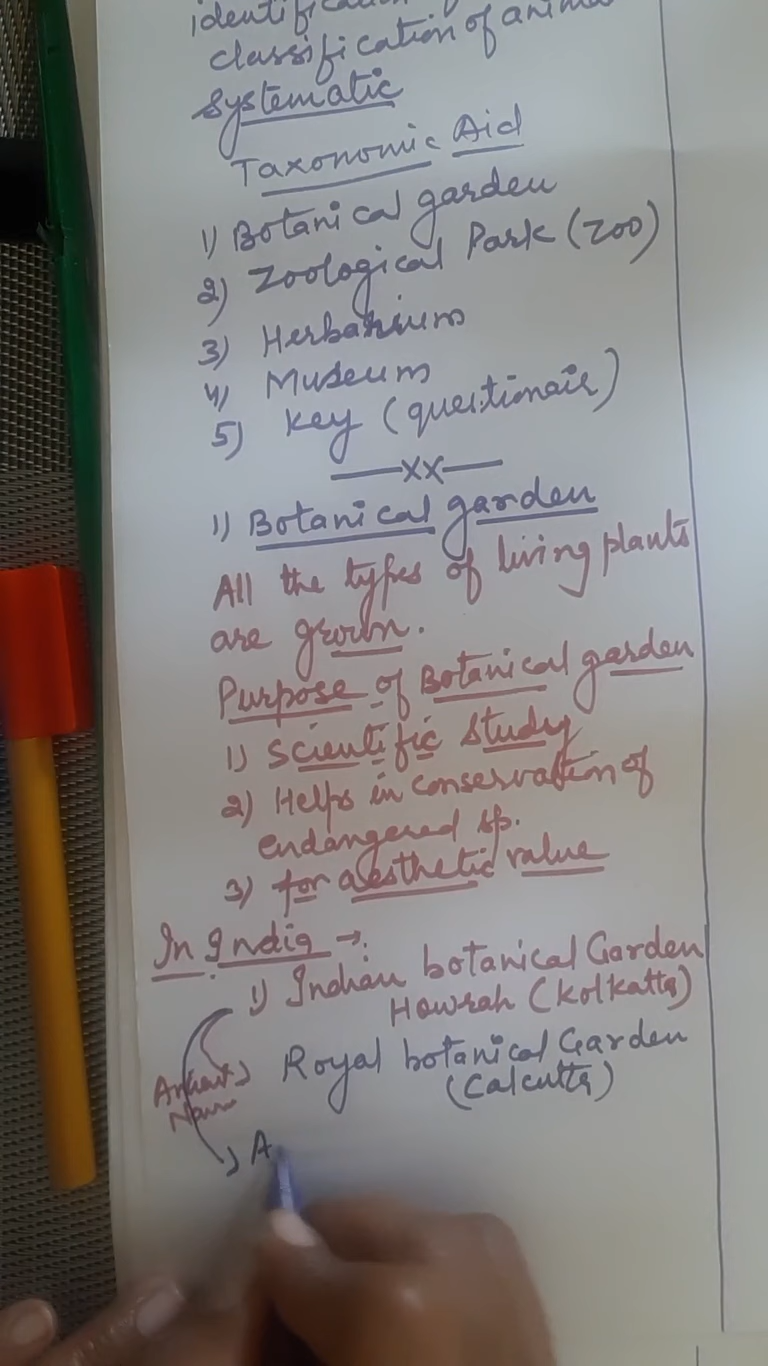 identification
classification of anima
Systematic
Taxonomic Aid
1) Botanical garden
2) Zoological Park (Zoo)
3) Herbarium
4) Museum
5) Key (questionair)
—xx—
1) Botanical garden
All the types of living plants
are grown.
Purpose of Botanical garden
1) Scientific Study
2) Helps in conservation of
endangered sp.
3) for aesthetic value
In India →
1) Indian botanical Garden
Howrah (Kolkatta)
Royal botanical Garden
(Calcutta)
A